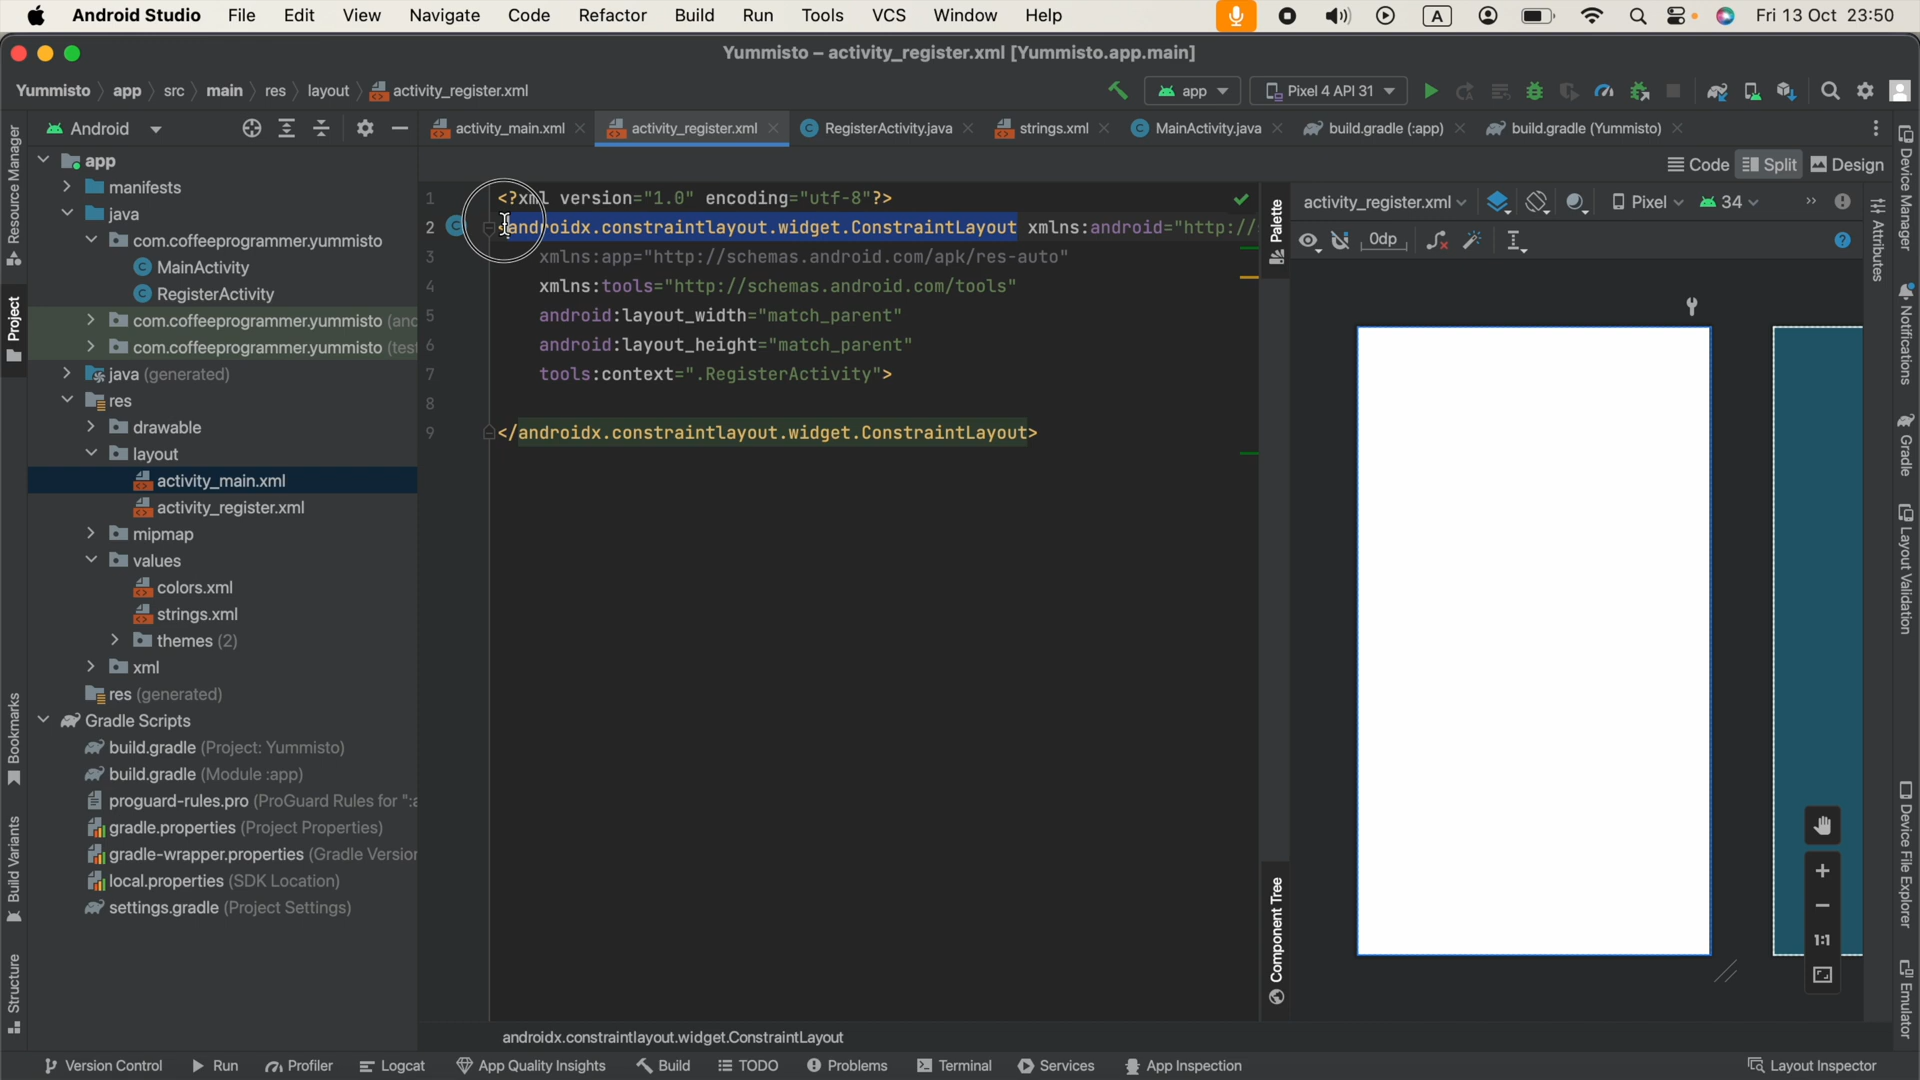 Android Studio File Edit View Navigate Code Refactor Build Run Tools VCS Window Help A Fri 13 Oct 23:50
Yummisto – activity_register.xml [Yummisto.app.main]
Yummisto app src main res layout activity_register.xml app Pixel 4 API 31
Android activity_main.xml activity_register.xml RegisterActivity.java strings.xml MainActivity.java build.gradle (:app) build.gradle (Yummisto)
Code Split Design
Resource Manager
Project
Bookmarks
Build Variants
Structure
app
manifests
java
com.coffeeprogrammer.yummisto
MainActivity
RegisterActivity
com.coffeeprogrammer.yummisto (anc
com.coffeeprogrammer.yummisto (test
java (generated)
res
drawable
layout
activity_main.xml
activity_register.xml
mipmap
values
colors.xml
strings.xml
themes (2)
xml
res (generated)
Gradle Scripts
build.gradle (Project: Yummisto)
build.gradle (Module :app)
proguard-rules.pro (ProGuard Rules for ":a
gradle.properties (Project Properties)
gradle-wrapper.properties (Gradle Version
local.properties (SDK Location)
settings.gradle (Project Settings)
1 <?xml version="1.0" encoding="utf-8"?>
2 <androidx.constraintlayout.widget.ConstraintLayout xmlns:android="http://
3 xmlns:app="http://schemas.android.com/apk/res-auto"
4 xmlns:tools="http://schemas.android.com/tools"
5 android:layout_width="match_parent"
6 android:layout_height="match_parent"
7 tools:context=".RegisterActivity">
8
9 </androidx.constraintlayout.widget.ConstraintLayout>
androidx.constraintlayout.widget.ConstraintLayout
Palette
Component Tree
activity_register.xml Pixel 34
0dp
1:1
Attributes
Device Manager
Notifications
Gradle
Layout Validation
Device File Explorer
Emulator
Version Control Run Profiler Logcat App Quality Insights Build TODO Problems Terminal Services App Inspection Layout Inspector